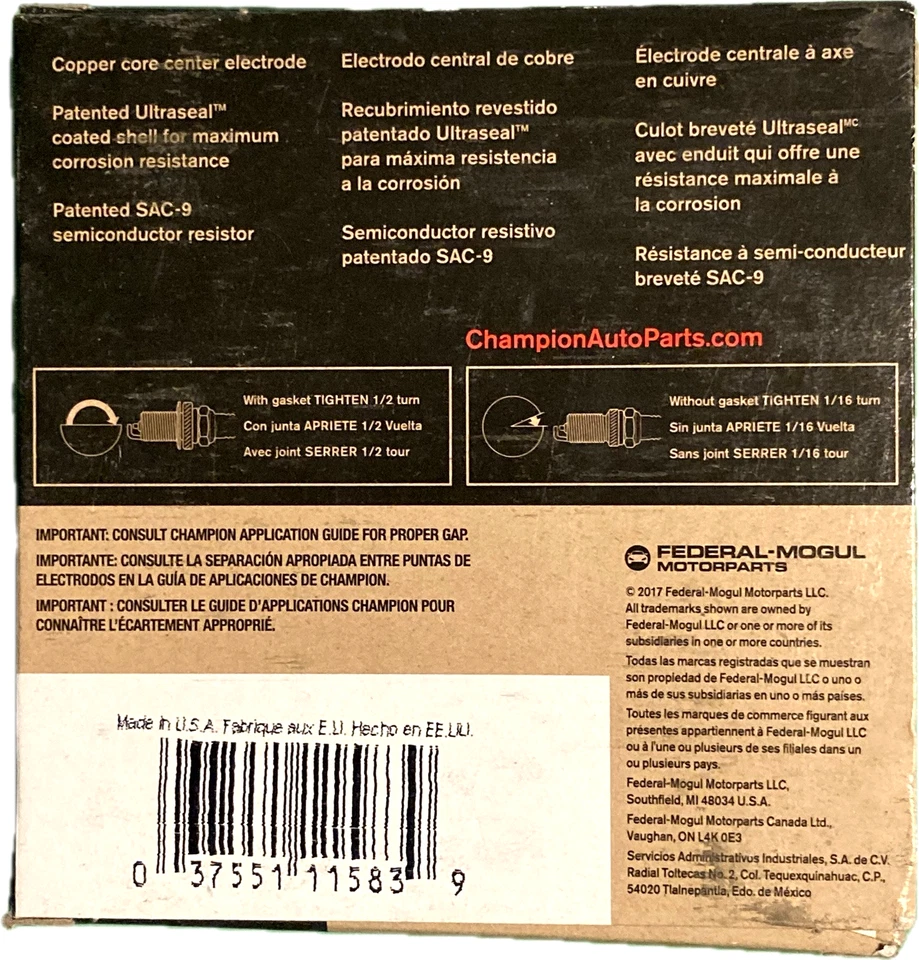 Copper core center electrode
Patented Ultraseal™
coated shell for maximum
corrosion resistance
Patented SAC-9
semiconductor resistor
Electrodo central de cobre
Recubrimiento revestido
patentado Ultraseal™
para máxima resistencia
a la corrosión
Semiconductor resistivo
patentado SAC-9
Électrode centrale à axe
en cuivre
Culot breveté Ultraseal MC
avec enduit qui offre une
résistance maximale à
la corrosion
Résistance à semi-conducteur
breveté SAC-9
ChampionAutoParts.com
With gasket TIGHTEN 1/2 turn
Con junta APRIETE 1/2 Vuelta
Avec joint SERRER 1/2 tour
Without gasket TIGHTEN 1/16 turn
Sin junta APRIETE 1/16 Vuelta
Sans joint SERRER 1/16 tour
IMPORTANT: CONSULT CHAMPION APPLICATION GUIDE FOR PROPER GAP.
IMPORTANTE: CONSULTE LA SEPARACIÓN APROPIADA ENTRE PUNTAS DE
ELECTRODOS EN LA GUÍA DE APLICACIONES DE CHAMPION.
IMPORTANT : CONSULTER LE GUIDE D'APPLICATIONS CHAMPION POUR
CONNAÎTRE L'ÉCARTEMENT APPROPRIÉ.
Made in U.S.A. Fabrique aux E.U. Hecho en EE.UU.
0 37551 11583 9
FEDERAL-MOGUL
MOTORPARTS
© 2017 Federal-Mogul Motorparts LLC.
All trademarks shown are owned by
Federal-Mogul LLC or one or more of its
subsidiaries in one or more countries.
Todas las marcas registradas que se muestran
son propiedad de Federal-Mogul LLC o uno o
más de sus subsidiarias en uno o más países.
Toutes les marques de commerce figurant aux
présentes appartiennent à Federal-Mogul LLC
ou à l'une ou plusieurs de ses filiales dans un
ou plusieurs pays.
Federal-Mogul Motorparts LLC,
Southfield, MI 48034 U.S.A.
Federal-Mogul Motorparts Canada Ltd.,
Vaughan, ON L4K 0E3
Servicios Administrativos Industriales, S.A. de C.V.
Radial Toltecas No. 2, Col. Tequexquinahuac, C.P.,
54020 Tlalnepantla, Edo. de México